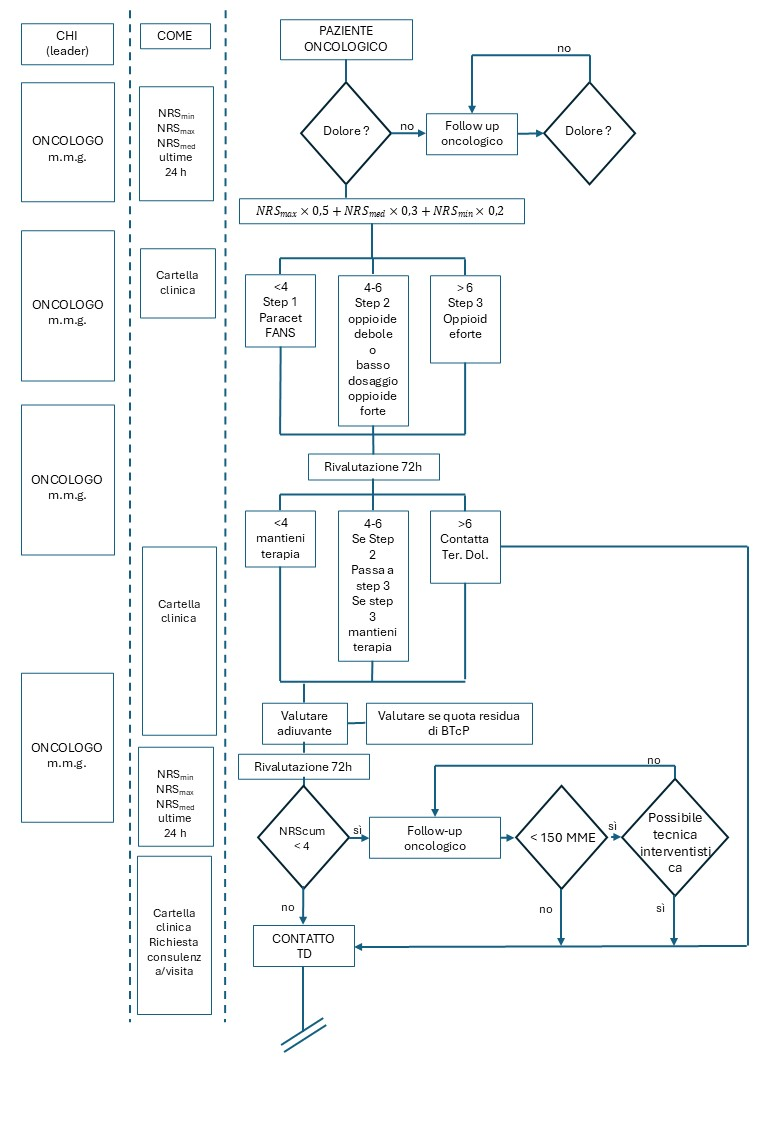 CHI
(leader)
COME
PAZIENTE
ONCOLOGICO
no
ONCOLOGO
m.m.g.
NRSmin
NRSmax
NRSmed
ultime
24 h
Dolore ?
no
Follow up
oncologico
Dolore ?
NRSmax × 0,5 + NRSmed × 0,3 + NRSmin × 0,2
ONCOLOGO
m.m.g.
Cartella
clinica
<4
Step 1
Paracet
FANS
4-6
Step 2
oppioide
debole
o
basso
dosaggio
oppioide
forte
> 6
Step 3
Oppioid
eforte
ONCOLOGO
m.m.g.
Rivalutazione 72h
<4
mantieni
terapia
4-6
Se Step
2
Passa a
step 3
Se step
3
mantieni
terapia
>6
Contatta
Ter. Dol.
Cartella
clinica
ONCOLOGO
m.m.g.
Valutare
adiuvante
Valutare se quota residua
di BTcP
Rivalutazione 72h
no
NRSmin
NRSmax
NRSmed
ultime
24 h
NRScum
< 4
sì
Follow-up
oncologico
< 150 MME
sì
Possibile
tecnica
interventisti
ca
no
no
sì
Cartella
clinica
Richiesta
consulenz
a/visita
CONTATTO
TD